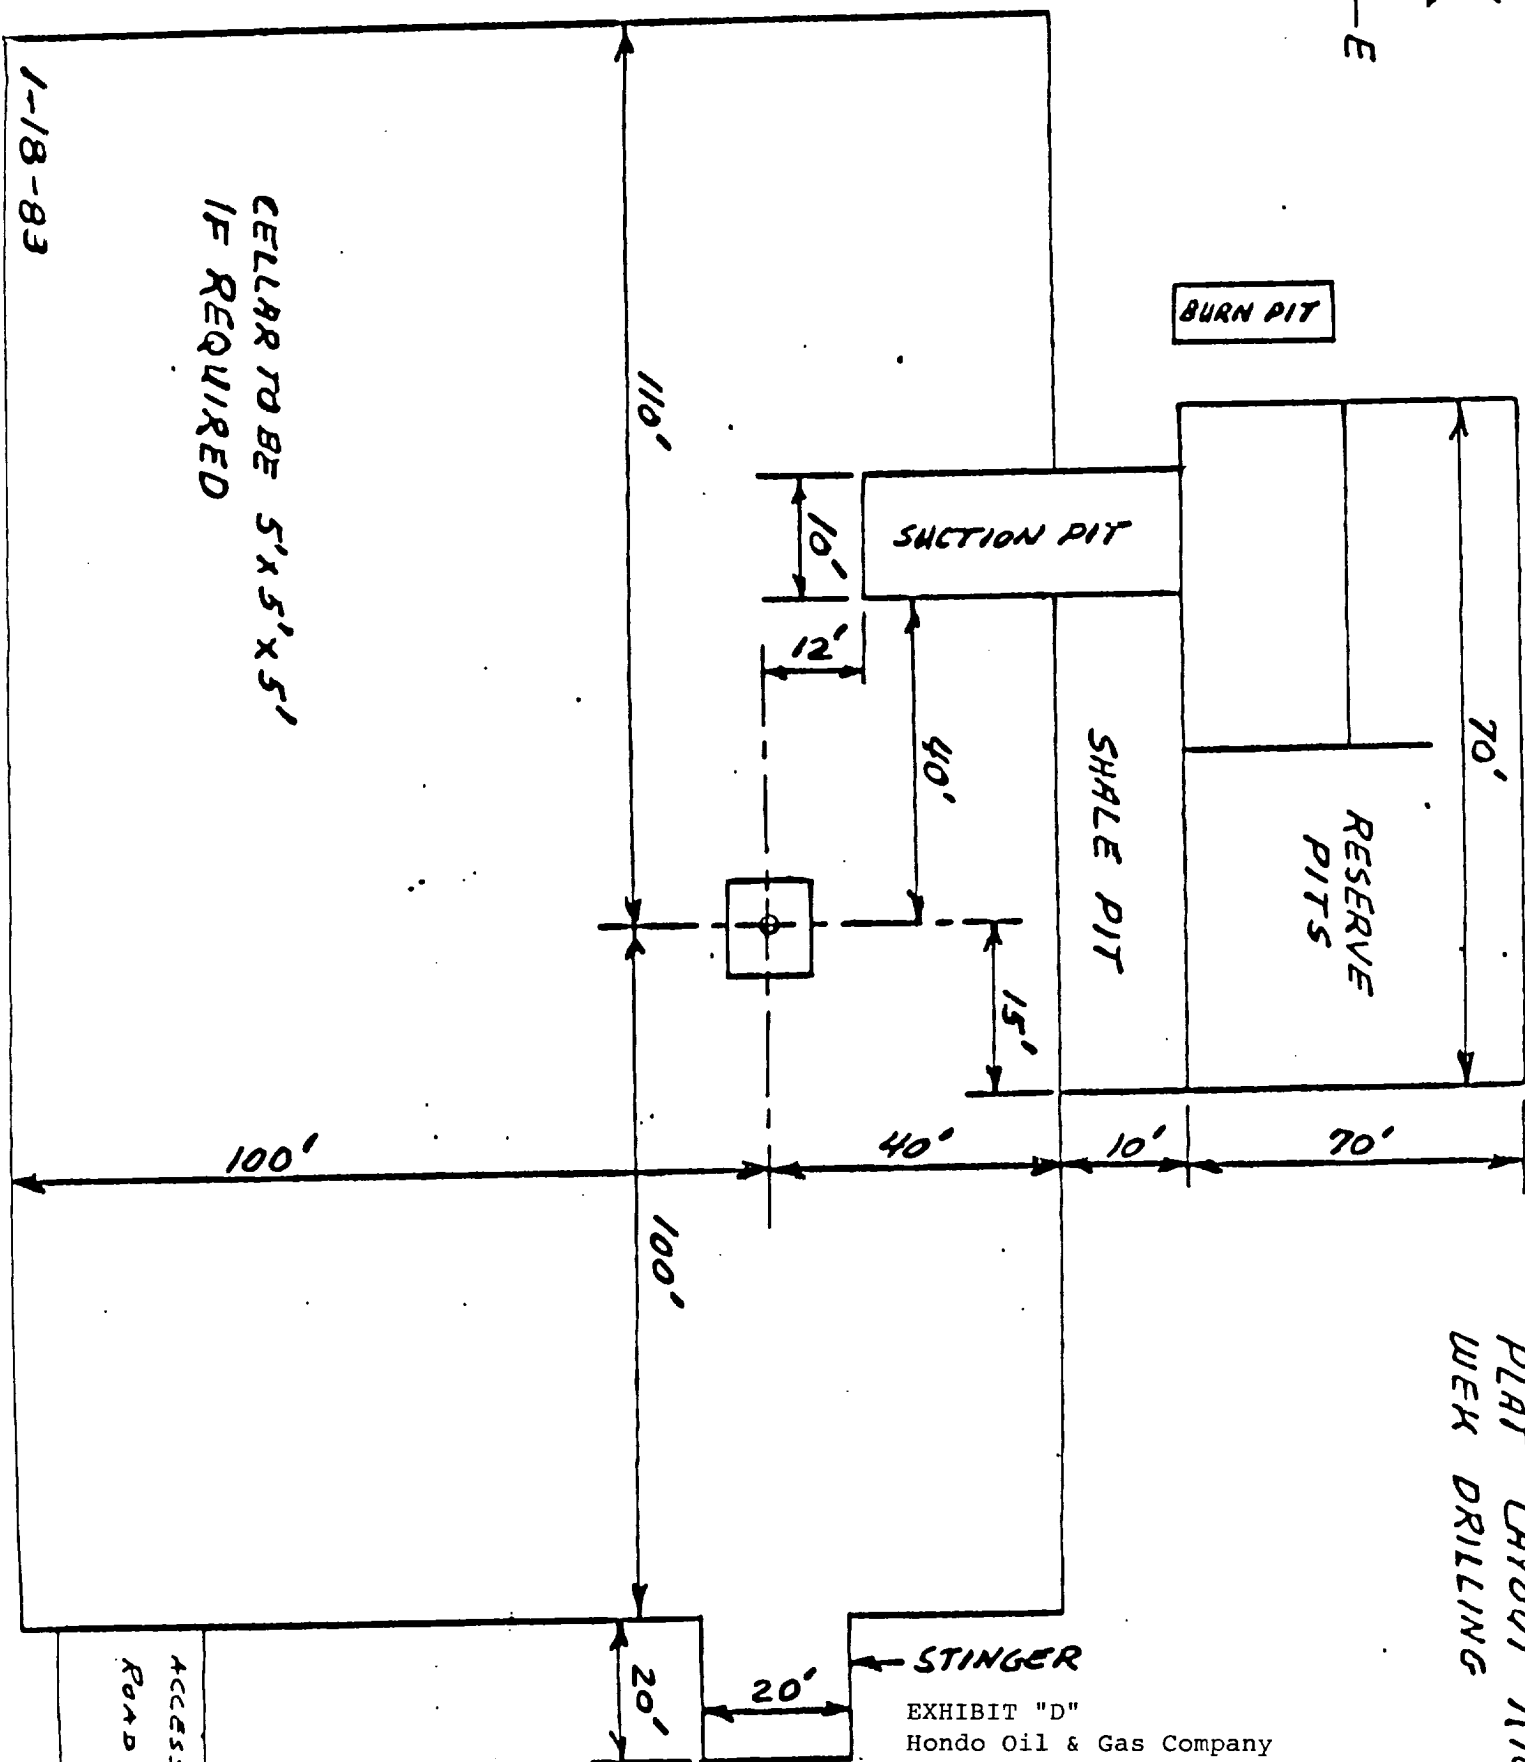 —E
PLAT LAYOUT
WEK DRILLING
BURN PIT
70'
RESERVE
PITS
SUCTION PIT
SHALE PIT
10'
12'
40'
15'
110'
CELLAR TO BE 5'x5'x5'
IF REQUIRED
1-18-83
100'
40'
10'
70'
100'
STINGER
20'
20'
ACCESS
ROAD
EXHIBIT "D"
Hondo Oil & Gas Company